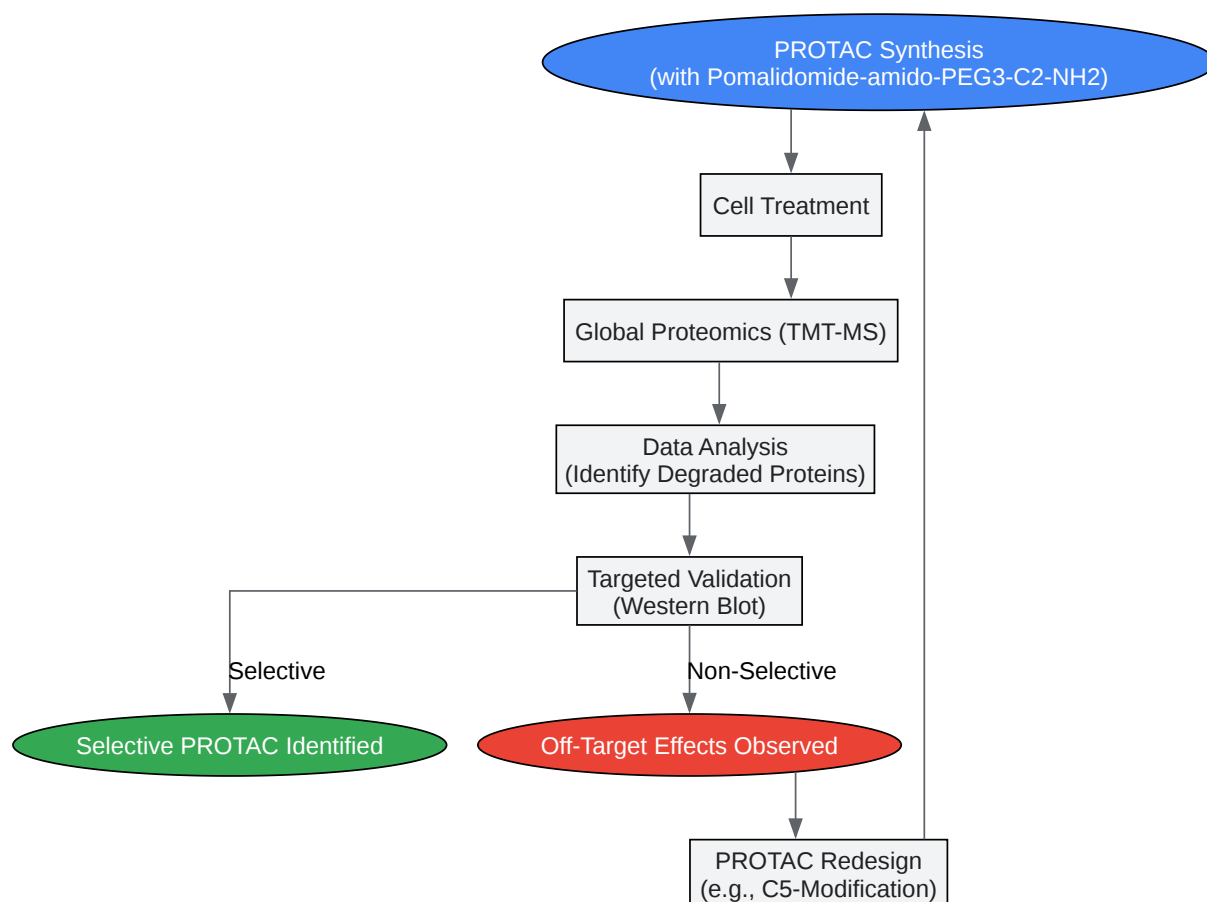 PROTAC Synthesis
(with Pomalidomide-amido-PEG3-C2-NH2)
Cell Treatment
Global Proteomics (TMT-MS)
Data Analysis
(Identify Degraded Proteins)
Targeted Validation
(Western Blot)
Selective
Non-Selective
Selective PROTAC Identified
Off-Target Effects Observed
PROTAC Redesign
(e.g., C5-Modification)